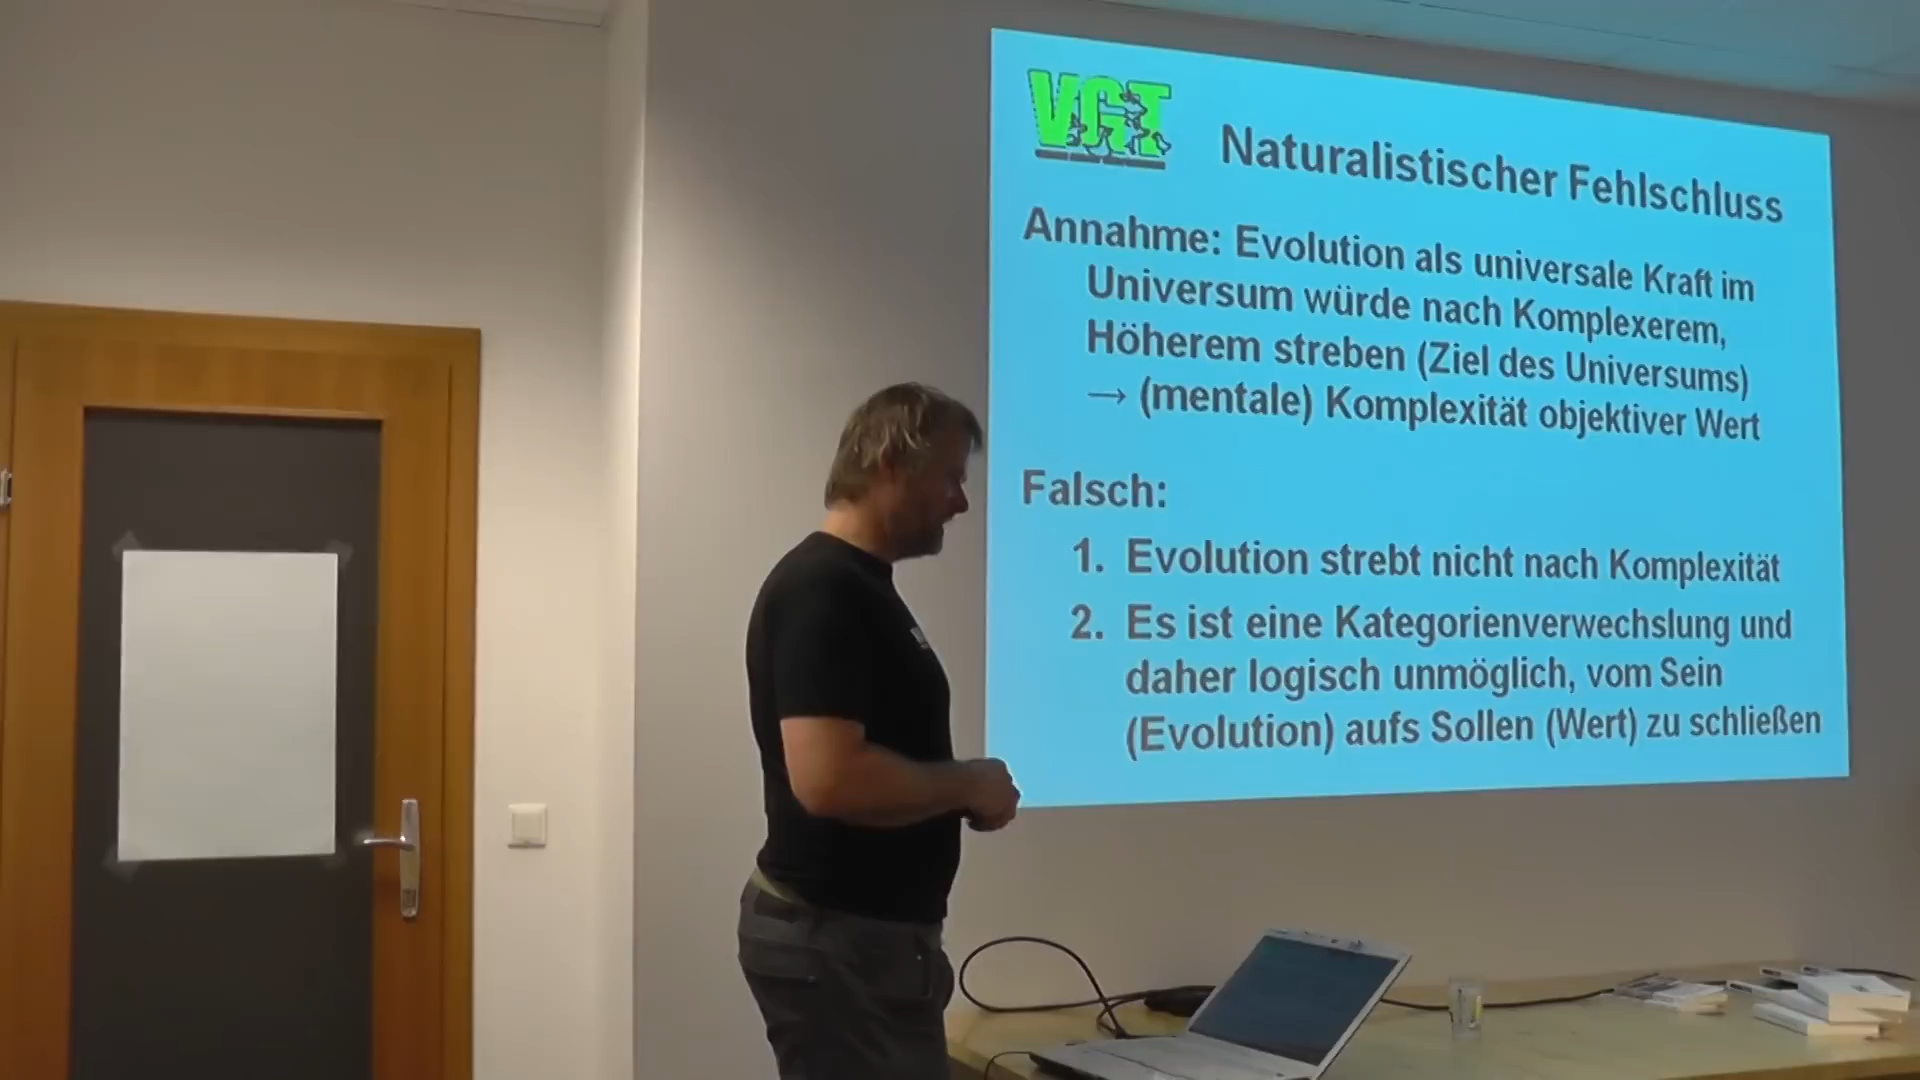 VGT
Naturalistischer Fehlschluss
Annahme: Evolution als universale Kraft im
Universum würde nach Komplexerem,
Höherem streben (Ziel des Universums)
→ (mentale) Komplexität objektiver Wert
Falsch:
1. Evolution strebt nicht nach Komplexität
2. Es ist eine Kategorienverwechslung und
daher logisch unmöglich, vom Sein
(Evolution) aufs Sollen (Wert) zu schließen